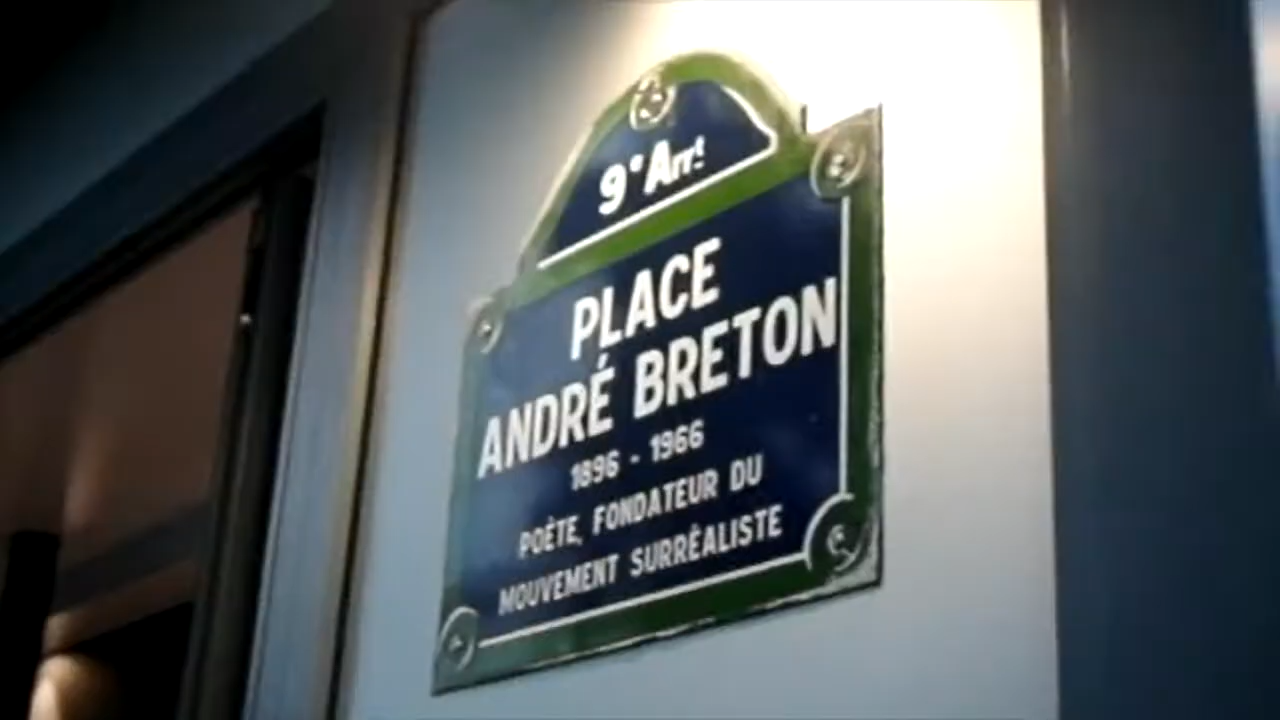 9e Arrt
PLACE
ANDRÉ BRETON
1896 - 1966
POÈTE, FONDATEUR DU
MOUVEMENT SURRÉALISTE